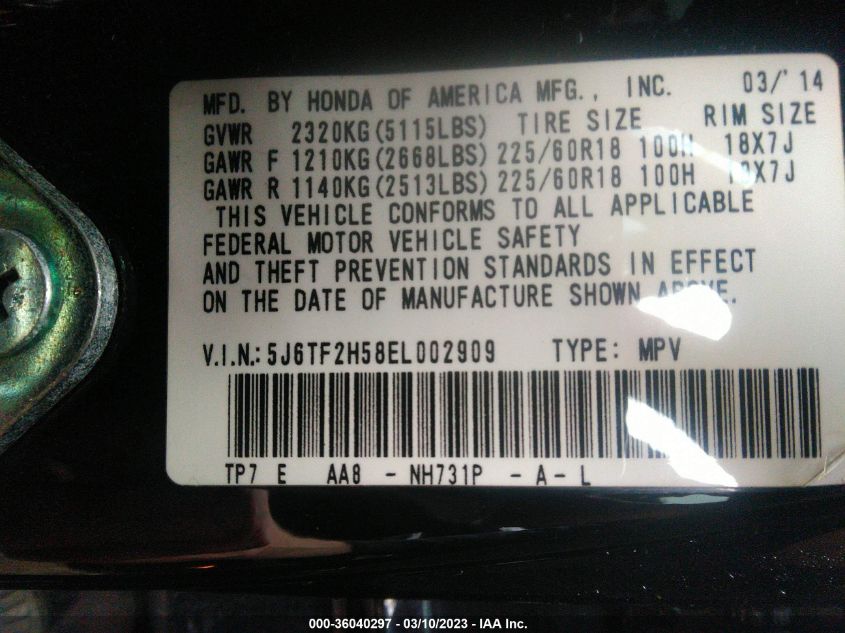 MFD. BY HONDA OF AMERICA MFG., INC. 03/'14
GVWR 2320KG(5115LBS) TIRE SIZE RIM SIZE
GAWR F 1210KG(2668LBS) 225/60R18 100H 18X7J
GAWR R 1140KG(2513LBS) 225/60R18 100H 18X7J
THIS VEHICLE CONFORMS TO ALL APPLICABLE
FEDERAL MOTOR VEHICLE SAFETY
AND THEFT PREVENTION STANDARDS IN EFFECT
ON THE DATE OF MANUFACTURE SHOWN ABOVE.
V.I.N.: 5J6TF2H58EL002909 TYPE: MPV
TP7 E AA8 - NH731P - A - L
000-36040297 - 03/10/2023 - IAA Inc.